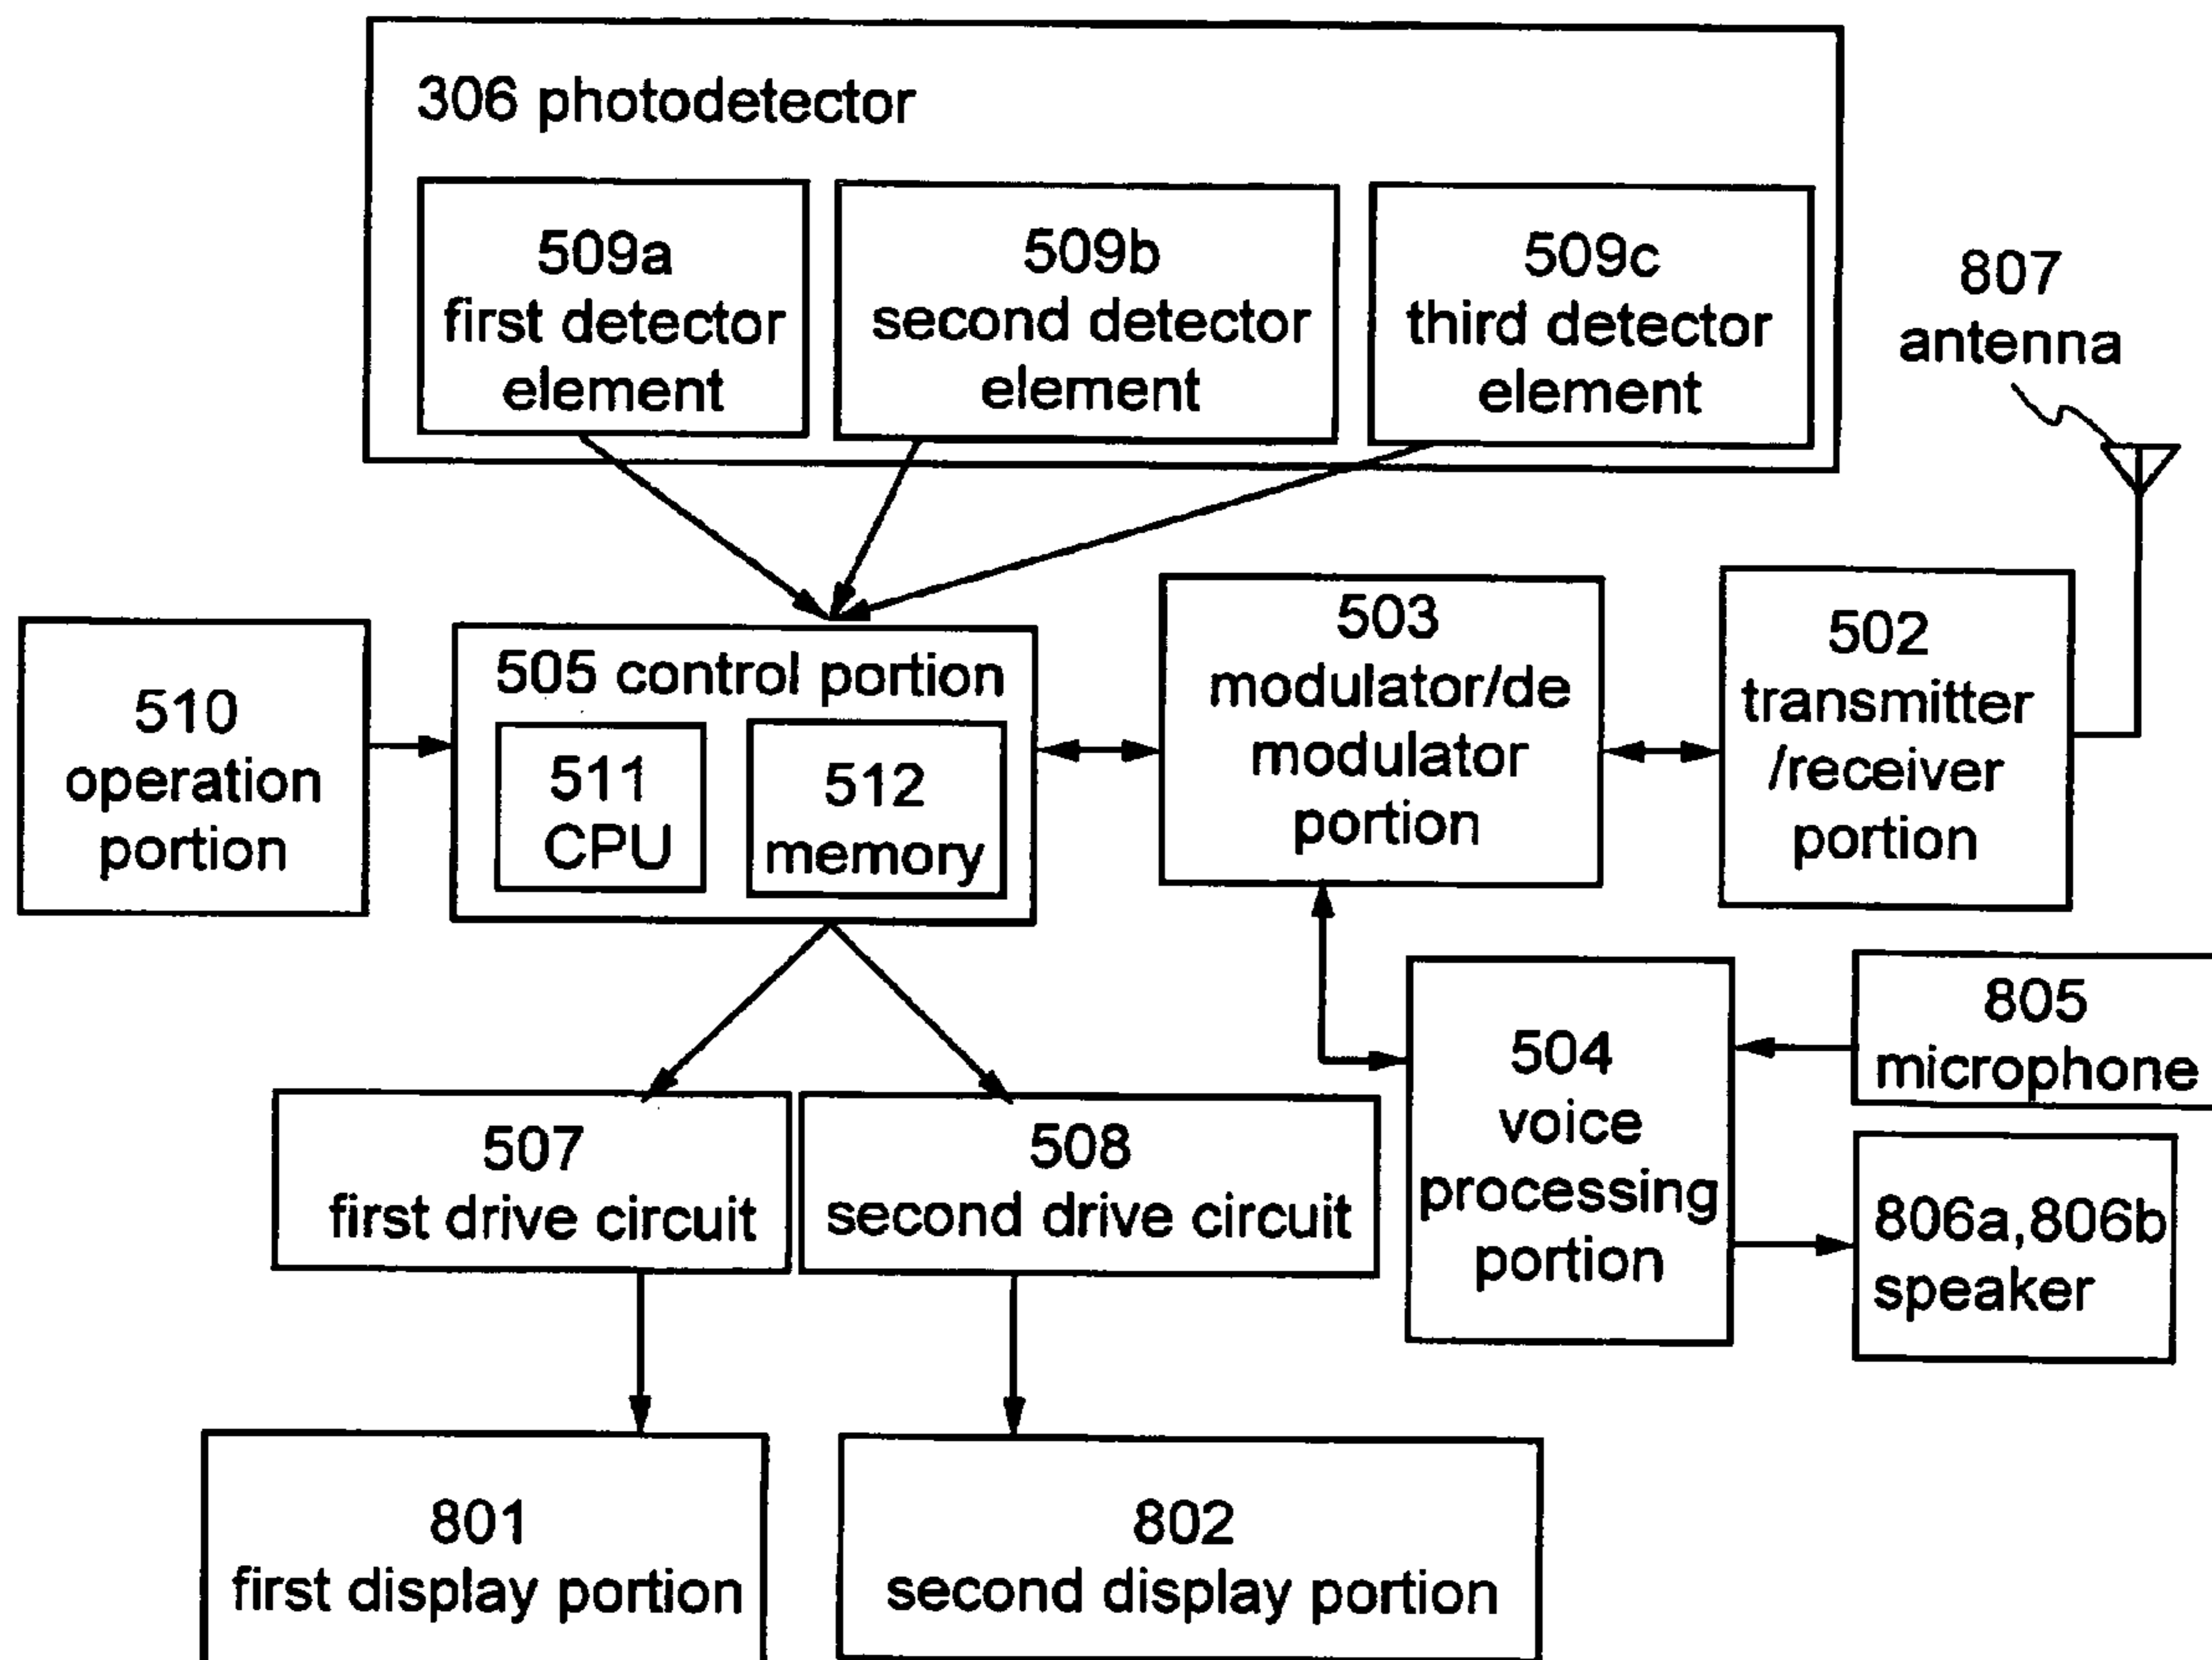 306 photodetector
509a
first detector
element
509b
second detector
element
509c
third detector
element
807
antenna
510
operation
portion
505 control portion
511
CPU
512
memory
503
modulator/de
modulator
portion
502
transmitter
/receiver
portion
507
first drive circuit
508
second drive circuit
504
voice
processing
portion
805
microphone
806a,806b
speaker
801
first display portion
802
second display portion